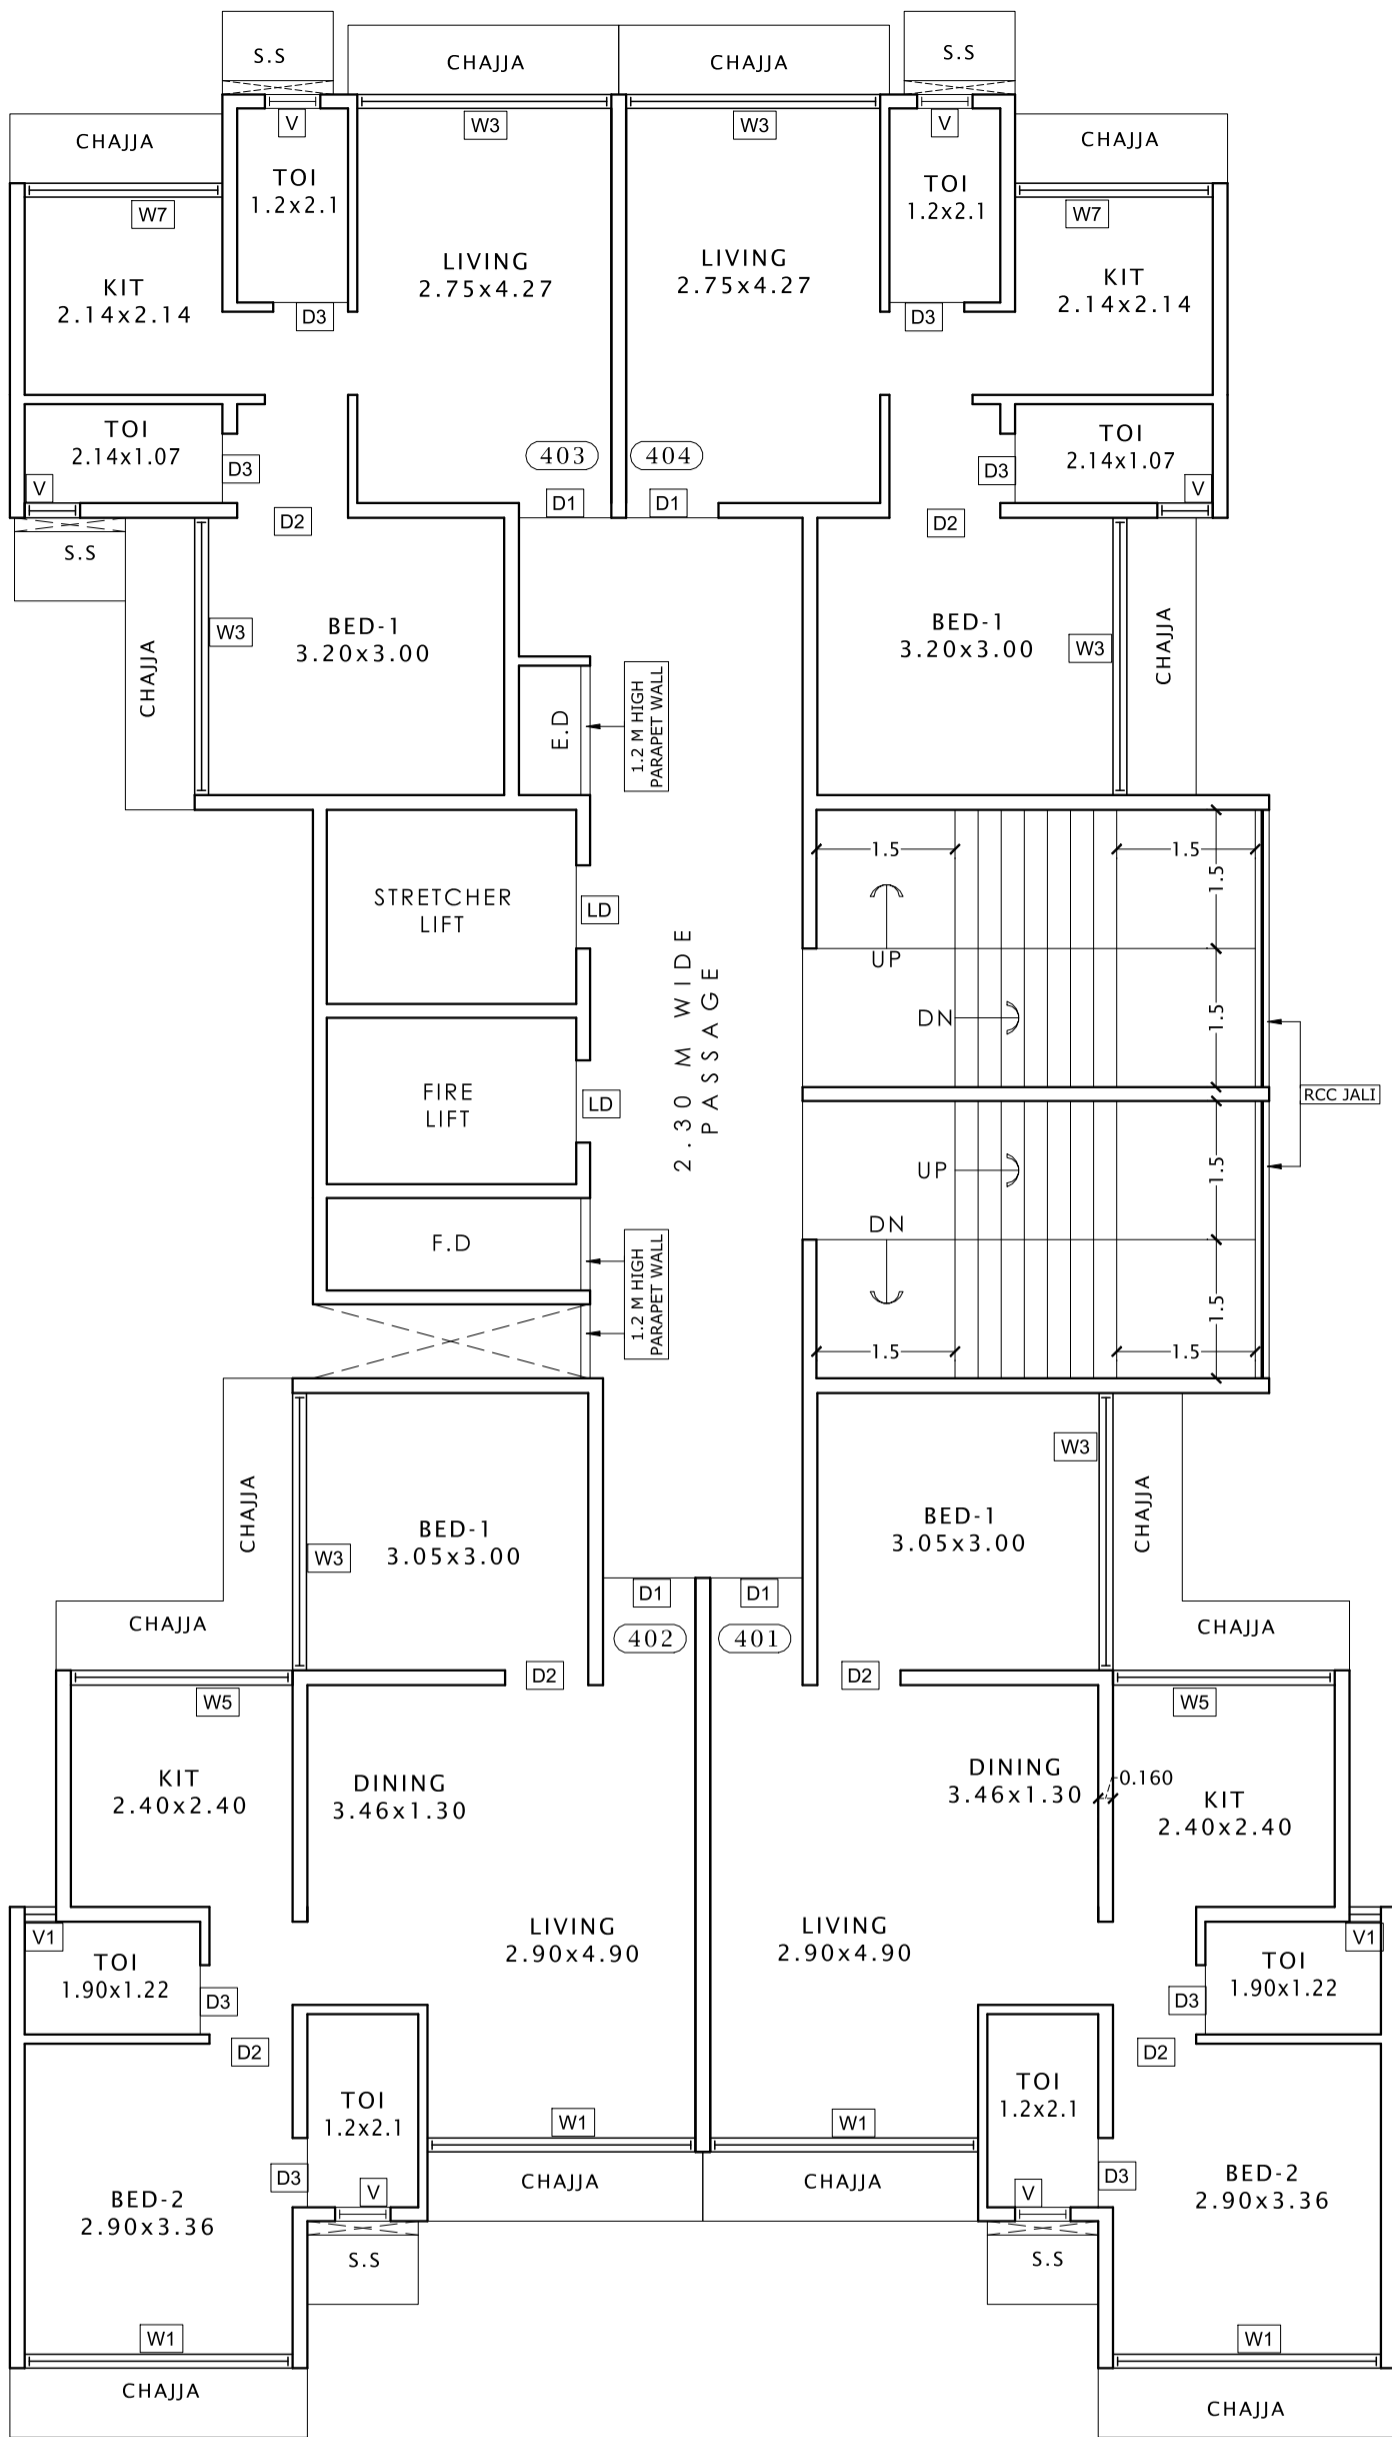 S.S
CHAJJA
CHAJJA
S.S
CHAJJA
V
W3
W3
V
CHAJJA
TOI
1.2x2.1
TOI
1.2x2.1
W7
W7
LIVING
2.75x4.27
LIVING
2.75x4.27
KIT
2.14x2.14
KIT
2.14x2.14
D3
D3
TOI
2.14x1.07
TOI
2.14x1.07
403
404
D3
D3
V
V
D1
D1
D2
D2
S.S
BED-1
3.20x3.00
BED-1
3.20x3.00
W3
W3
CHAJJA
CHAJJA
E.D
1.2 M HIGH
PARAPET WALL
1.5
1.5
1.5
STRETCHER
LIFT
LD
UP
2.30 M WIDE
PASSAGE
DN
1.5
FIRE
LIFT
LD
RCC JALI
UP
1.5
DN
F.D
1.2 M HIGH
PARAPET WALL
1.5
1.5
1.5
W3
CHAJJA
CHAJJA
BED-1
3.05x3.00
BED-1
3.05x3.00
W3
D1
D1
CHAJJA
402
401
CHAJJA
D2
D2
W5
W5
KIT
2.40x2.40
DINING
3.46x1.30
DINING
3.46x1.30
0.160
KIT
2.40x2.40
V1
LIVING
2.90x4.90
LIVING
2.90x4.90
V1
TOI
1.90x1.22
TOI
1.90x1.22
D3
D3
D2
D2
TOI
1.2x2.1
TOI
1.2x2.1
W1
W1
D3
D3
V
V
CHAJJA
CHAJJA
BED-2
2.90x3.36
BED-2
2.90x3.36
S.S
S.S
W1
W1
CHAJJA
CHAJJA